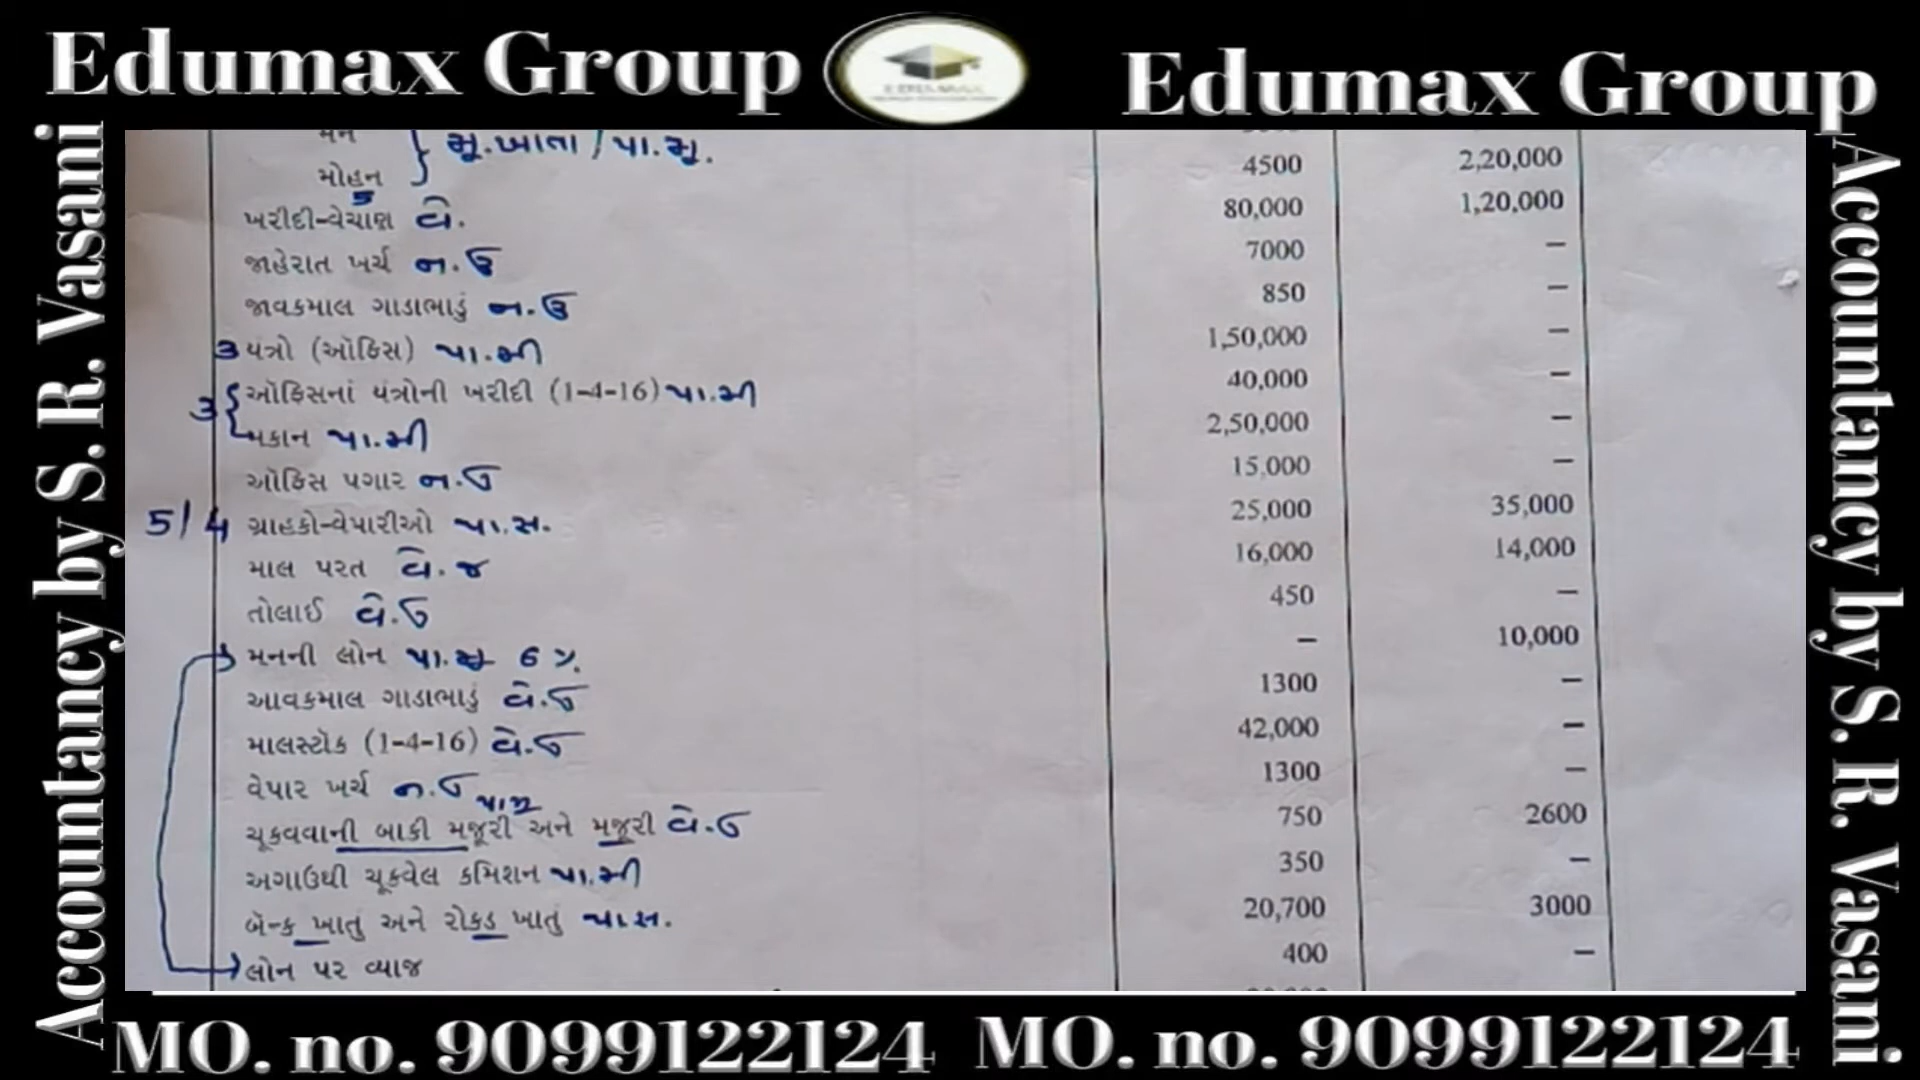 Edumax Group Edumax Group
Accountancy by S. R. Vasani
મન
મોહન } મૂ.ખાતા / પા.મૂ. 4500 2,20,000
5
ખરીદી-વેચાણ વે. 80,000 1,20,000
જાહેરાત ખર્ચ ન.ઉ 7000 –
જાવકમાલ ગાડાભાડું ન.ઉ 850 –
3 યંત્રો (ઑફિસ) પા.મી 1,50,000 –
3 { ઑફિસનાં યંત્રોની ખરીદી (1-4-16) પા.મી 40,000 –
મકાન પા.મી 2,50,000 –
ઑફિસ પગાર ન.ઉ 15,000 –
5/4 ગ્રાહકો-વેપારીઓ પા.સ. 25,000 35,000
માલ પરત વે.જ 16,000 14,000
તોલાઈ વે.ઉ 450 –
મનની લોન પા.મૂ 6 % – 10,000
આવકમાલ ગાડાભાડું વે.ઉ 1300 –
માલસ્ટૉક (1-4-16) વે.ઉ 42,000 –
વેપાર ખર્ચ ન.ઉ 1300 –
પામૂ
ચૂકવવાની બાકી મજૂરી અને મજૂરી વે.ઉ 750 2600
અગાઉથી ચૂકવેલ કમિશન પા.મી 350 –
બૅન્ક ખાતું અને રોકડ ખાતું પા.સ. 20,700 3000
લોન પર વ્યાજ 400 –
Accountancy by S. R. Vasani
MO. no. 9099122124 MO. no. 9099122124